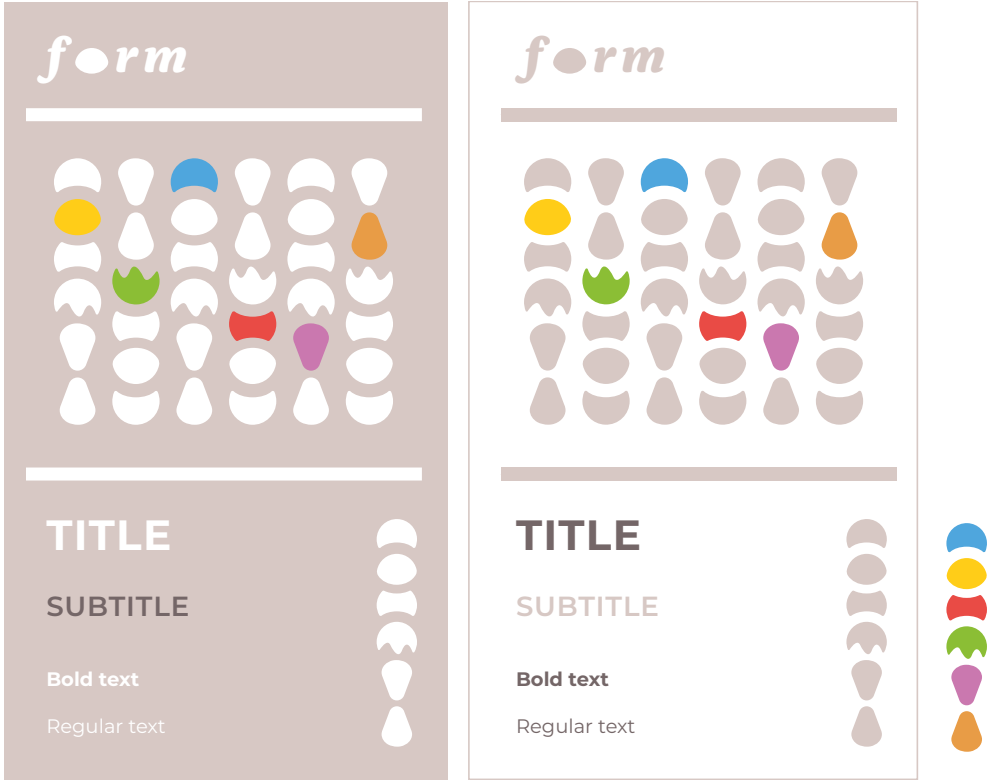 form
TITLE
SUBTITLE
Bold text
Regular text
form
TITLE
SUBTITLE
Bold text
Regular text